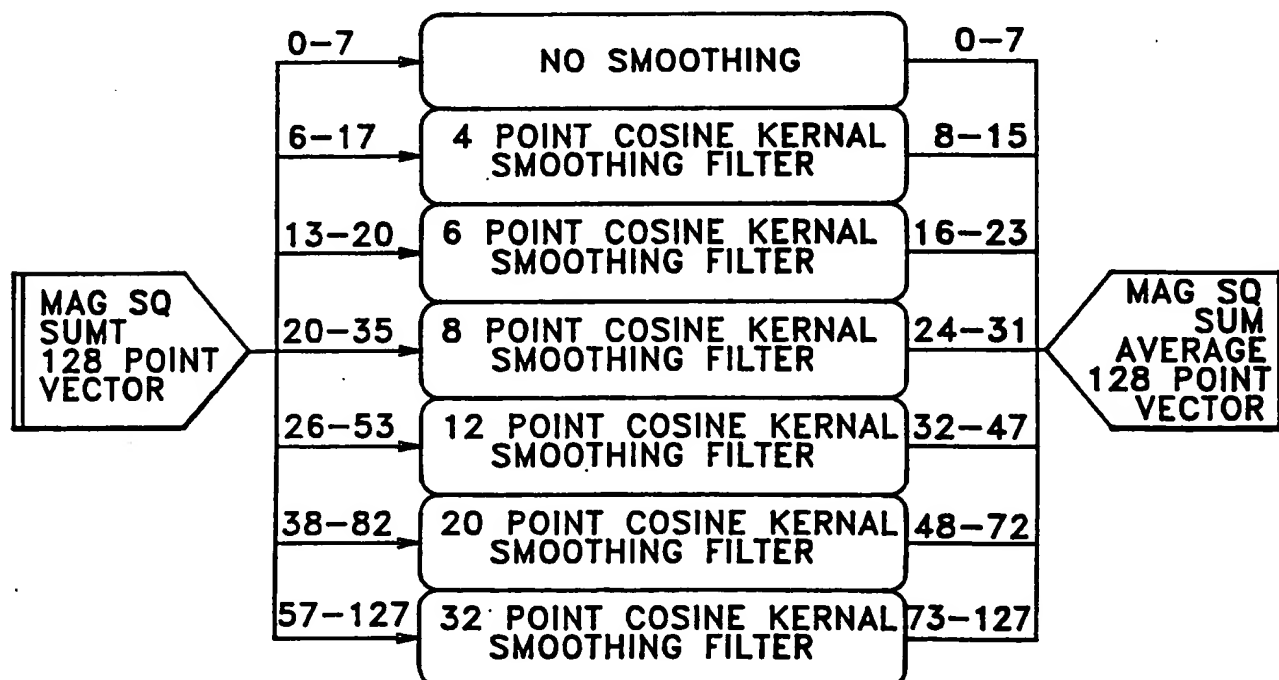 0-7
NO SMOOTHING
0-7
6-17
4 POINT COSINE KERNAL
SMOOTHING FILTER
8-15
13-20
6 POINT COSINE KERNAL
SMOOTHING FILTER
16-23
MAG SQ
SUMT
128 POINT
VECTOR
20-35
8 POINT COSINE KERNAL
SMOOTHING FILTER
24-31
MAG SQ
SUM
AVERAGE
128 POINT
VECTOR
26-53
12 POINT COSINE KERNAL
SMOOTHING FILTER
32-47
38-82
20 POINT COSINE KERNAL
SMOOTHING FILTER
48-72
57-127
32 POINT COSINE KERNAL
SMOOTHING FILTER
73-127